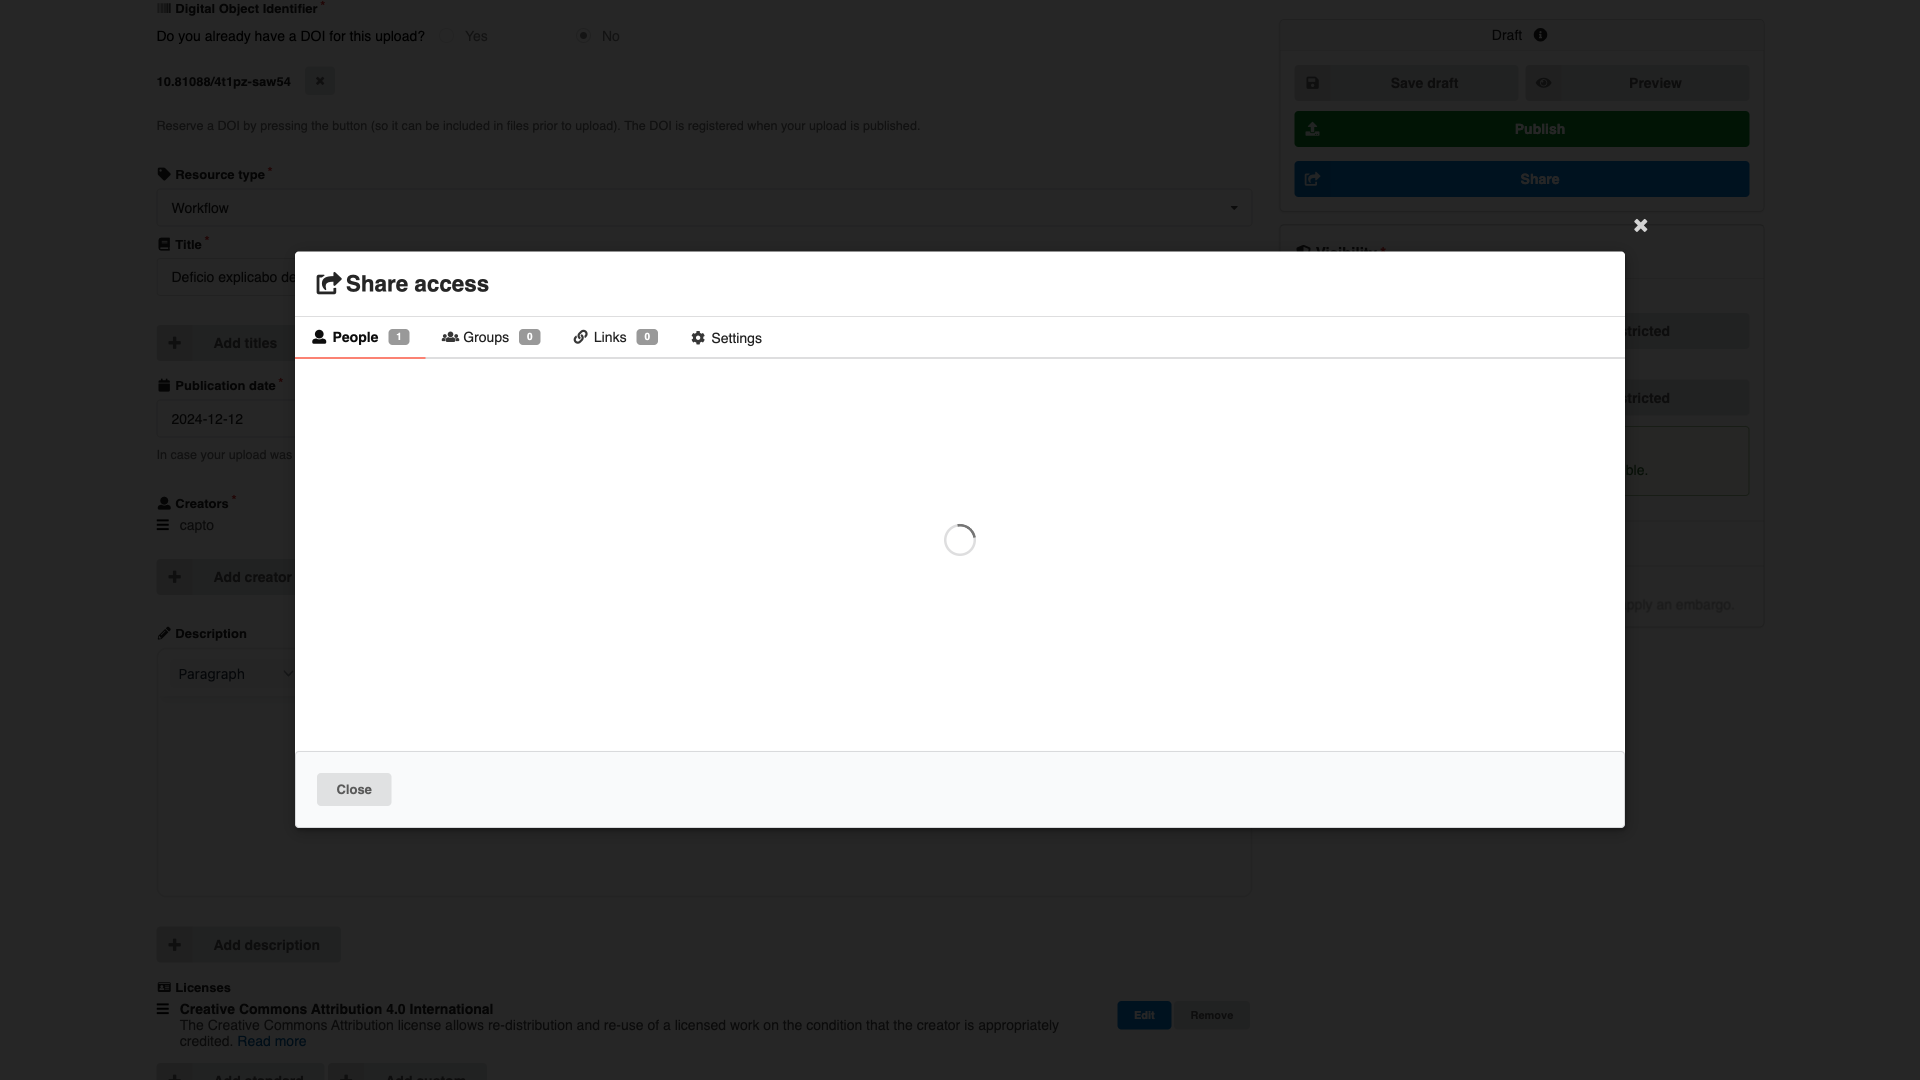 Digital Object Identifier *
Do you already have a DOI for this upload? Yes No
10.81088/4t1pz-saw54
Reserve a DOI by pressing the button (so it can be included in files prior to upload). The DOI is registered when your upload is published.
Resource type *
Workflow
Title *
Deficio explicabo de
Add titles
Publication date *
2024-12-12
In case your upload was
Creators *
capto
Add creator
Description
Paragraph
Add description
Licenses
Creative Commons Attribution 4.0 International
The Creative Commons Attribution license allows re-distribution and re-use of a licensed work on the condition that the creator is appropriately
credited. Read more
Edit Remove
Add standard Add custom
Draft
Save draft Preview
Publish
Share
Visibility *
tricted
tricted
ble.
pply an embargo.
Share access
People 1 Groups 0 Links 0 Settings
Close